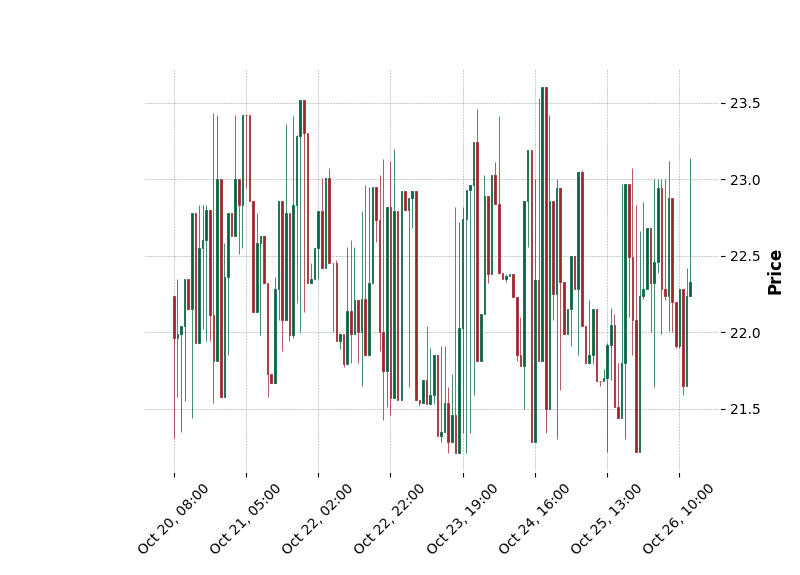 23.5
23.0
22.5
22.0
21.5
Price
Oct 20, 08:00
Oct 21, 05:00
Oct 22, 02:00
Oct 22, 22:00
Oct 23, 19:00
Oct 24, 16:00
Oct 25, 13:00
Oct 26, 10:00